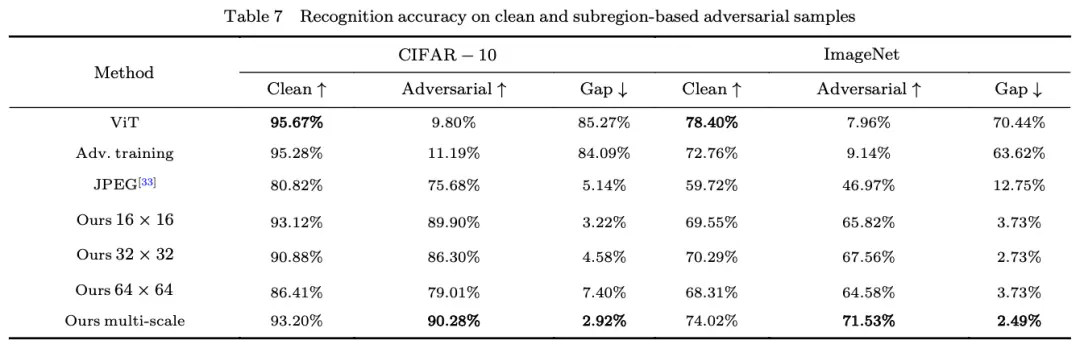 Table 7 Recognition accuracy on clean and subregion-based adversarial samples
Method CIFAR − 10 ImageNet
Clean ↑ Adversarial ↑ Gap ↓ Clean ↑ Adversarial ↑ Gap ↓
ViT 95.67% 9.80% 85.27% 78.40% 7.96% 70.44%
Adv. training 95.28% 11.19% 84.09% 72.76% 9.14% 63.62%
JPEG[33] 80.82% 75.68% 5.14% 59.72% 46.97% 12.75%
Ours 16 × 16 93.12% 89.90% 3.22% 69.55% 65.82% 3.73%
Ours 32 × 32 90.88% 86.30% 4.58% 70.29% 67.56% 2.73%
Ours 64 × 64 86.41% 79.01% 7.40% 68.31% 64.58% 3.73%
Ours multi-scale 93.20% 90.28% 2.92% 74.02% 71.53% 2.49%